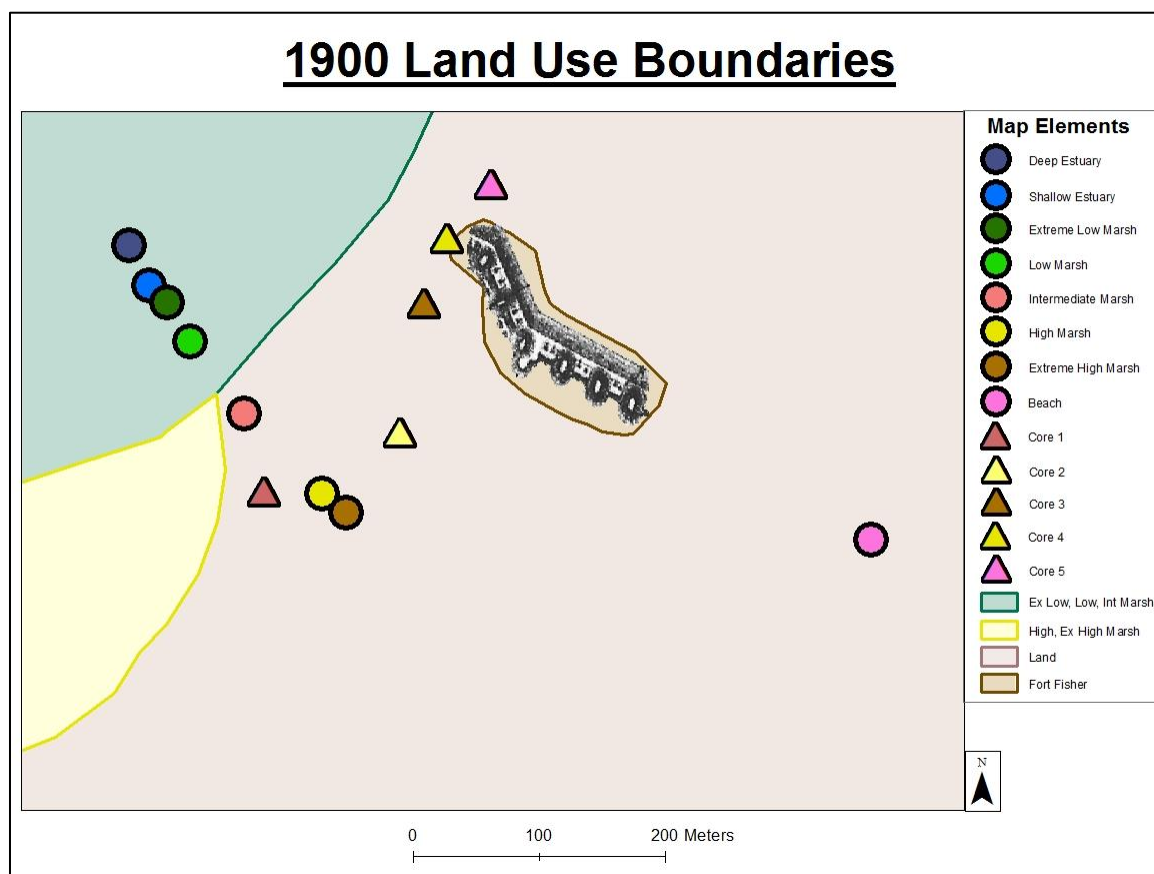 1900 Land Use Boundaries
Map Elements
Deep Estuary
Shallow Estuary
Extreme Low Marsh
Low Marsh
Intermediate Marsh
High Marsh
Extreme High Marsh
Beach
Core 1
Core 2
Core 3
Core 4
Core 5
Ex Low, Low, Int Marsh
High, Ex High Marsh
Land
Fort Fisher
N
0 100 200 Meters